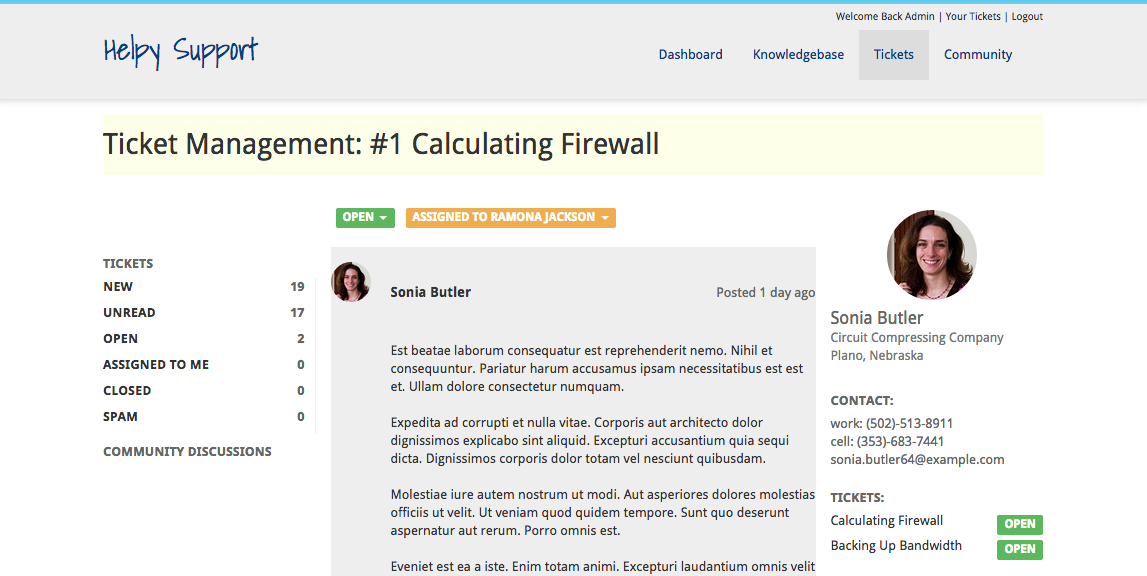 Welcome Back Admin | Your Tickets | Logout
Helpy Support
Dashboard Knowledgebase Tickets Community
Ticket Management: #1 Calculating Firewall
OPEN ASSIGNED TO RAMONA JACKSON
TICKETS
NEW 19
UNREAD 17
OPEN 2
ASSIGNED TO ME 0
CLOSED 0
SPAM 0
COMMUNITY DISCUSSIONS
Sonia Butler Posted 1 day ago
Est beatae laborum consequatur est reprehenderit nemo. Nihil et
consequuntur. Pariatur harum accusamus ipsam necessitatibus est est
et. Ullam dolore consectetur numquam.
Expedita ad corrupti et nulla vitae. Corporis aut architecto dolor
dignissimos explicabo sint aliquid. Excepturi accusantium quia sequi
dicta. Dignissimos corporis dolor totam vel nesciunt quibusdam.
Molestiae iure autem nostrum ut modi. Aut asperiores dolores molestias
officiis ut velit. Ut veniam quod quidem tempore. Sunt quo deserunt
aspernatur aut rerum. Porro omnis est.
Eveniet est ea a iste. Enim totam animi. Excepturi laudantium omnis velit
Sonia Butler
Circuit Compressing Company
Plano, Nebraska
CONTACT:
work: (502)-513-8911
cell: (353)-683-7441
sonia.butler64@example.com
TICKETS:
Calculating Firewall OPEN
Backing Up Bandwidth OPEN